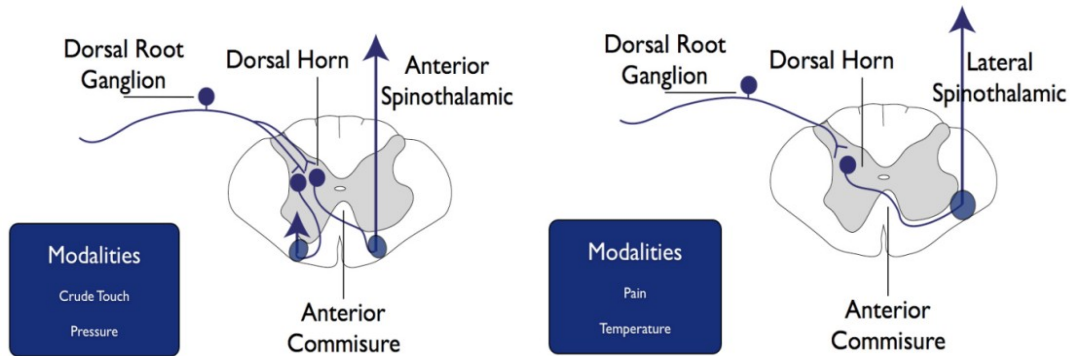 Dorsal Root
Ganglion
Dorsal Horn
Anterior
Spinothalamic
Modalities
Crude Touch
Pressure
Anterior
Commisure
Dorsal Root
Ganglion
Dorsal Horn
Lateral
Spinothalamic
Modalities
Pain
Temperature
Anterior
Commisure